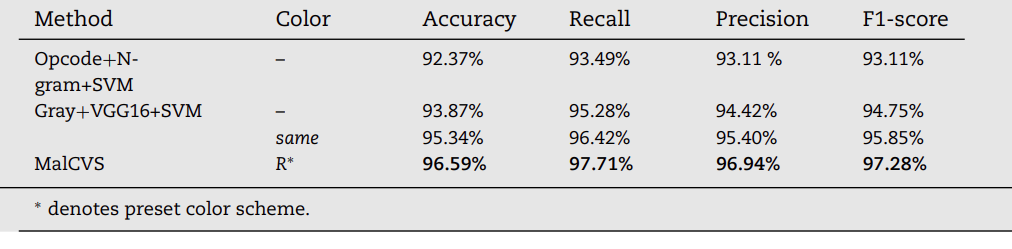 Method Color Accuracy Recall Precision F1-score
Opcode+N- – 92.37% 93.49% 93.11 % 93.11%
gram+SVM
Gray+VGG16+SVM – 93.87% 95.28% 94.42% 94.75%
same 95.34% 96.42% 95.40% 95.85%
MalCVS R* 96.59% 97.71% 96.94% 97.28%
* denotes preset color scheme.